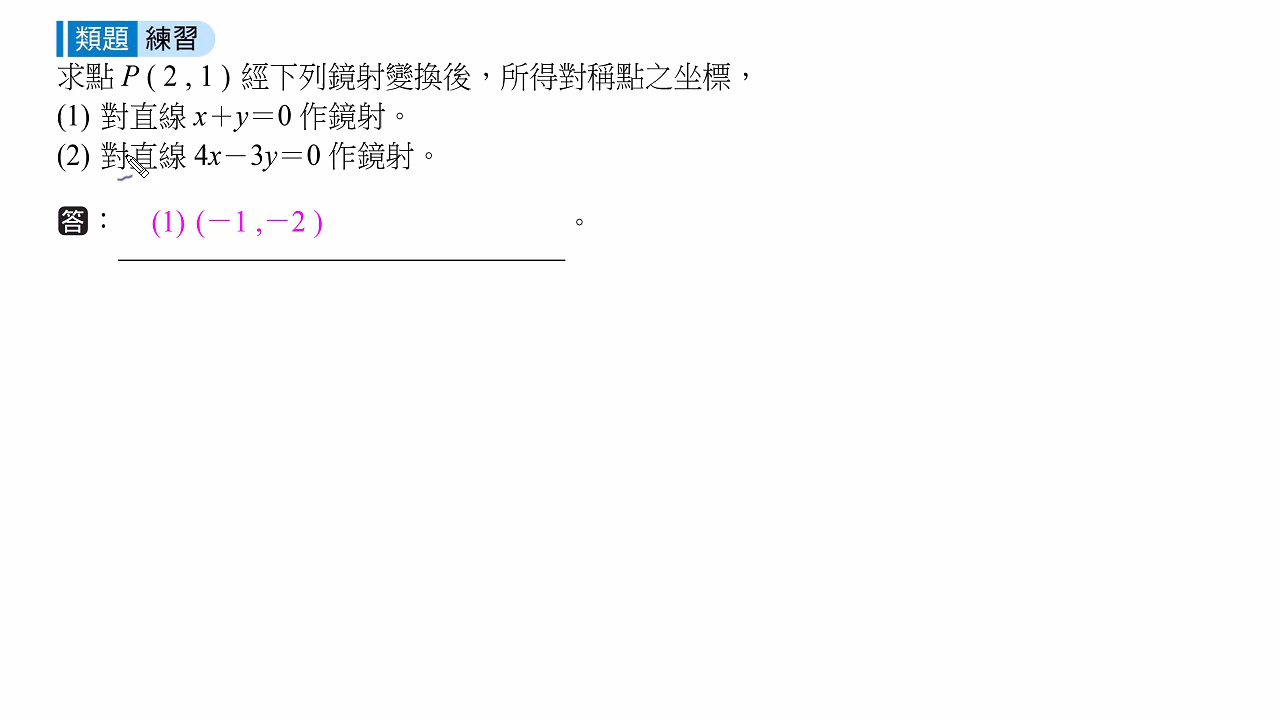 類題 練習
求點 P ( 2 , 1 ) 經下列鏡射變換後，所得對稱點之坐標，
(1) 對直線 x＋y＝0 作鏡射。
(2) 對直線 4x－3y＝0 作鏡射。
答： (1) (－1 ,－2 ) 。